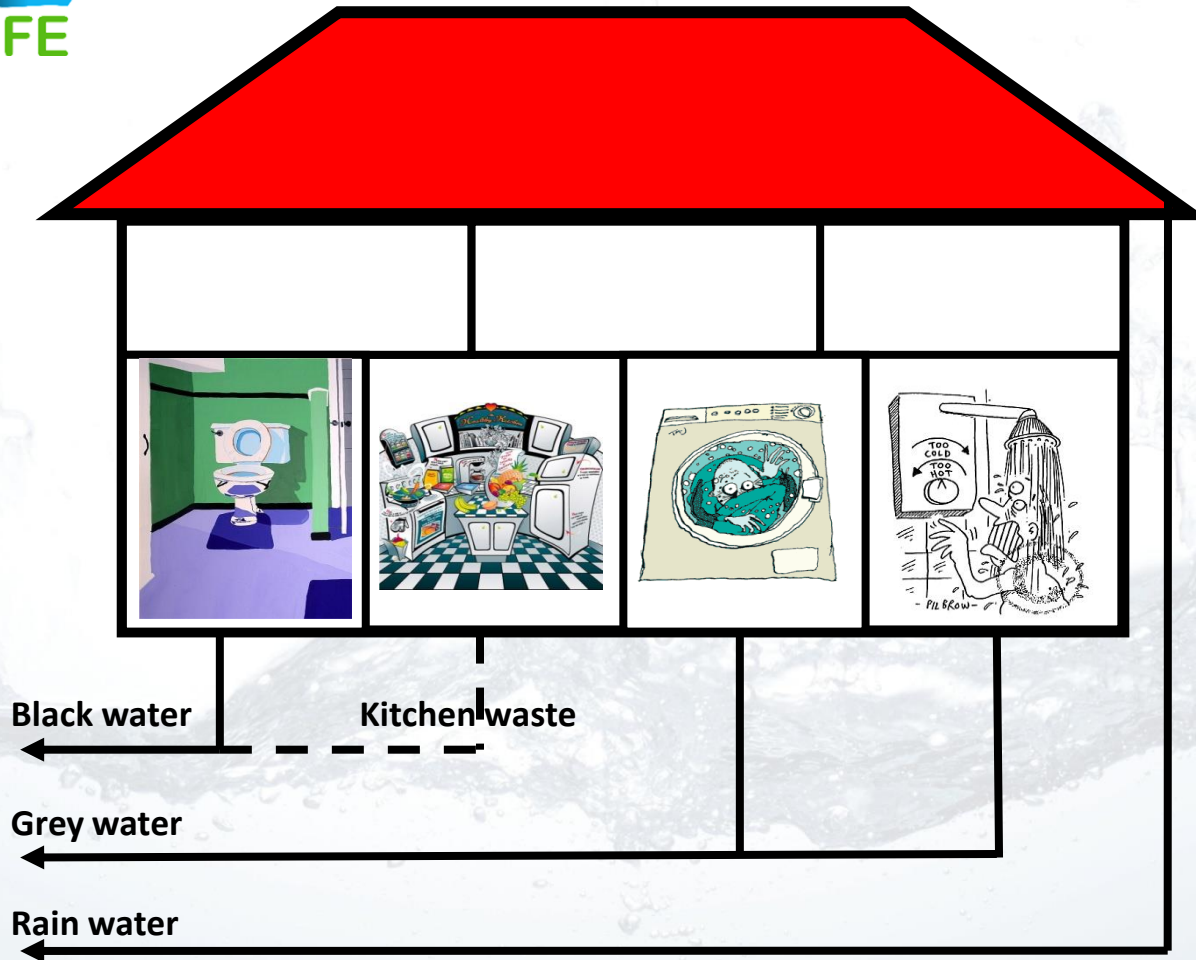 FE
TOO
COLD
TOO
HOT
- PILBROW -
Black water
Kitchen waste
Grey water
Rain water